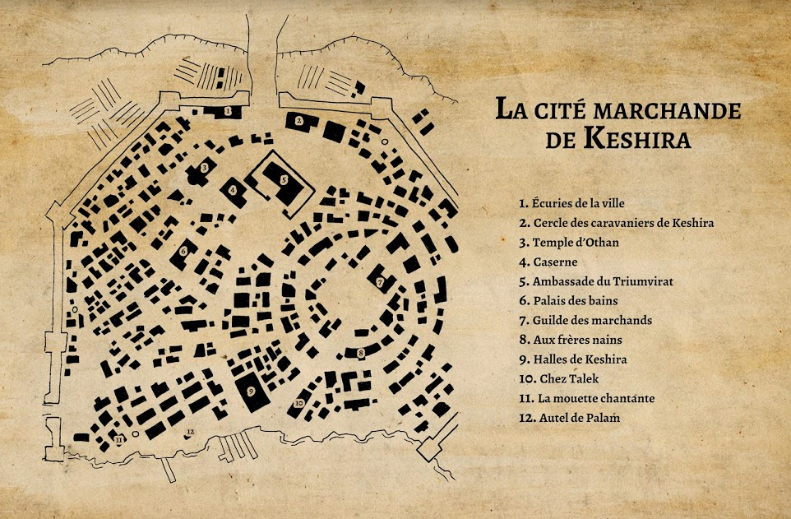 La cité marchande
de Keshira
1. Écuries de la ville
2. Cercle des caravaniers de Keshira
3. Temple d'Othan
4. Caserne
5. Ambassade du Triumvirat
6. Palais des bains
7. Guilde des marchands
8. Aux frères nains
9. Halles de Keshira
10. Chez Talek
11. La mouette chantante
12. Autel de Palam
1
2
3
4
5
6
7
8
9
10
11
12